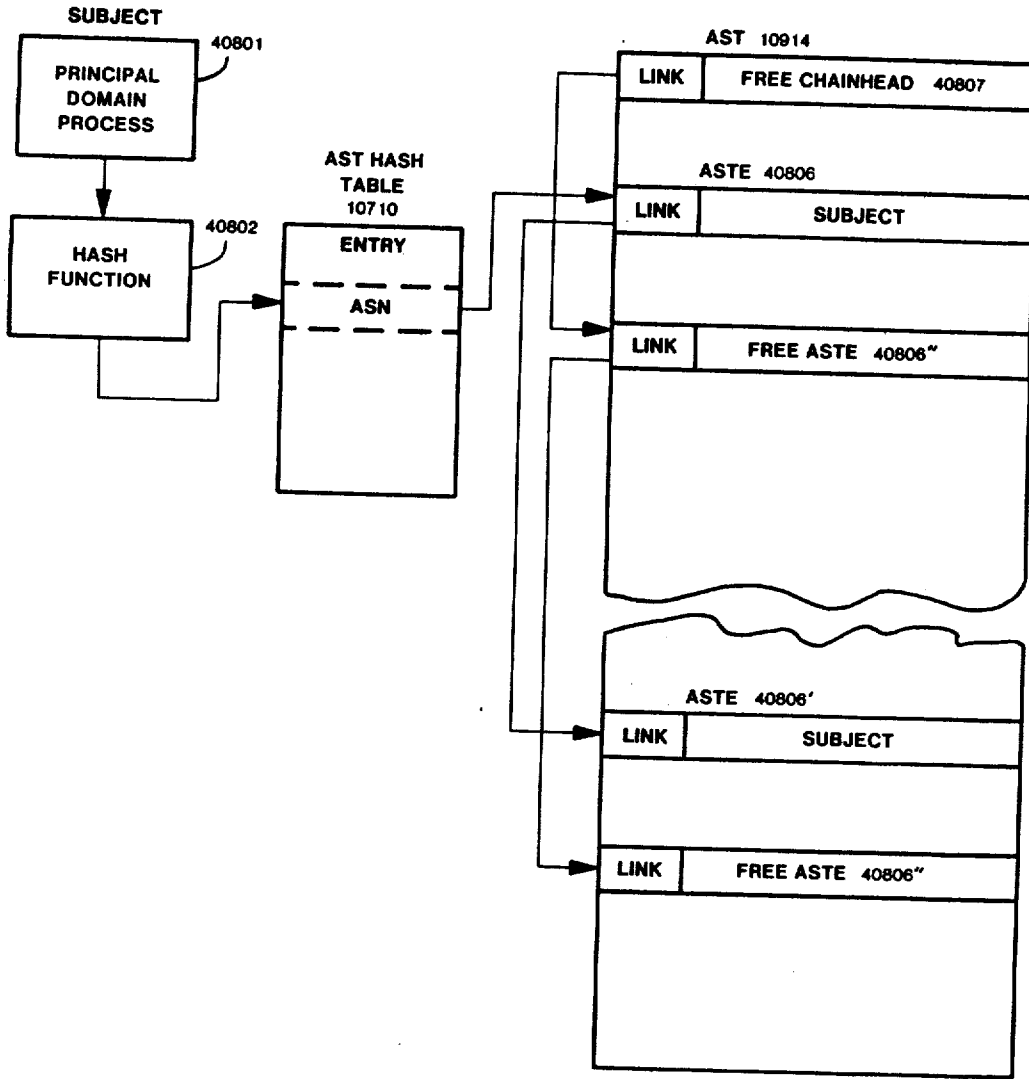 SUBJECT
40801
PRINCIPAL
DOMAIN
PROCESS
40802
HASH
FUNCTION
AST HASH
TABLE
10710
ENTRY
ASN
AST 10914
LINK FREE CHAINHEAD 40807
ASTE 40806
LINK SUBJECT
LINK FREE ASTE 40806″
ASTE 40806′
LINK SUBJECT
LINK FREE ASTE 40806″